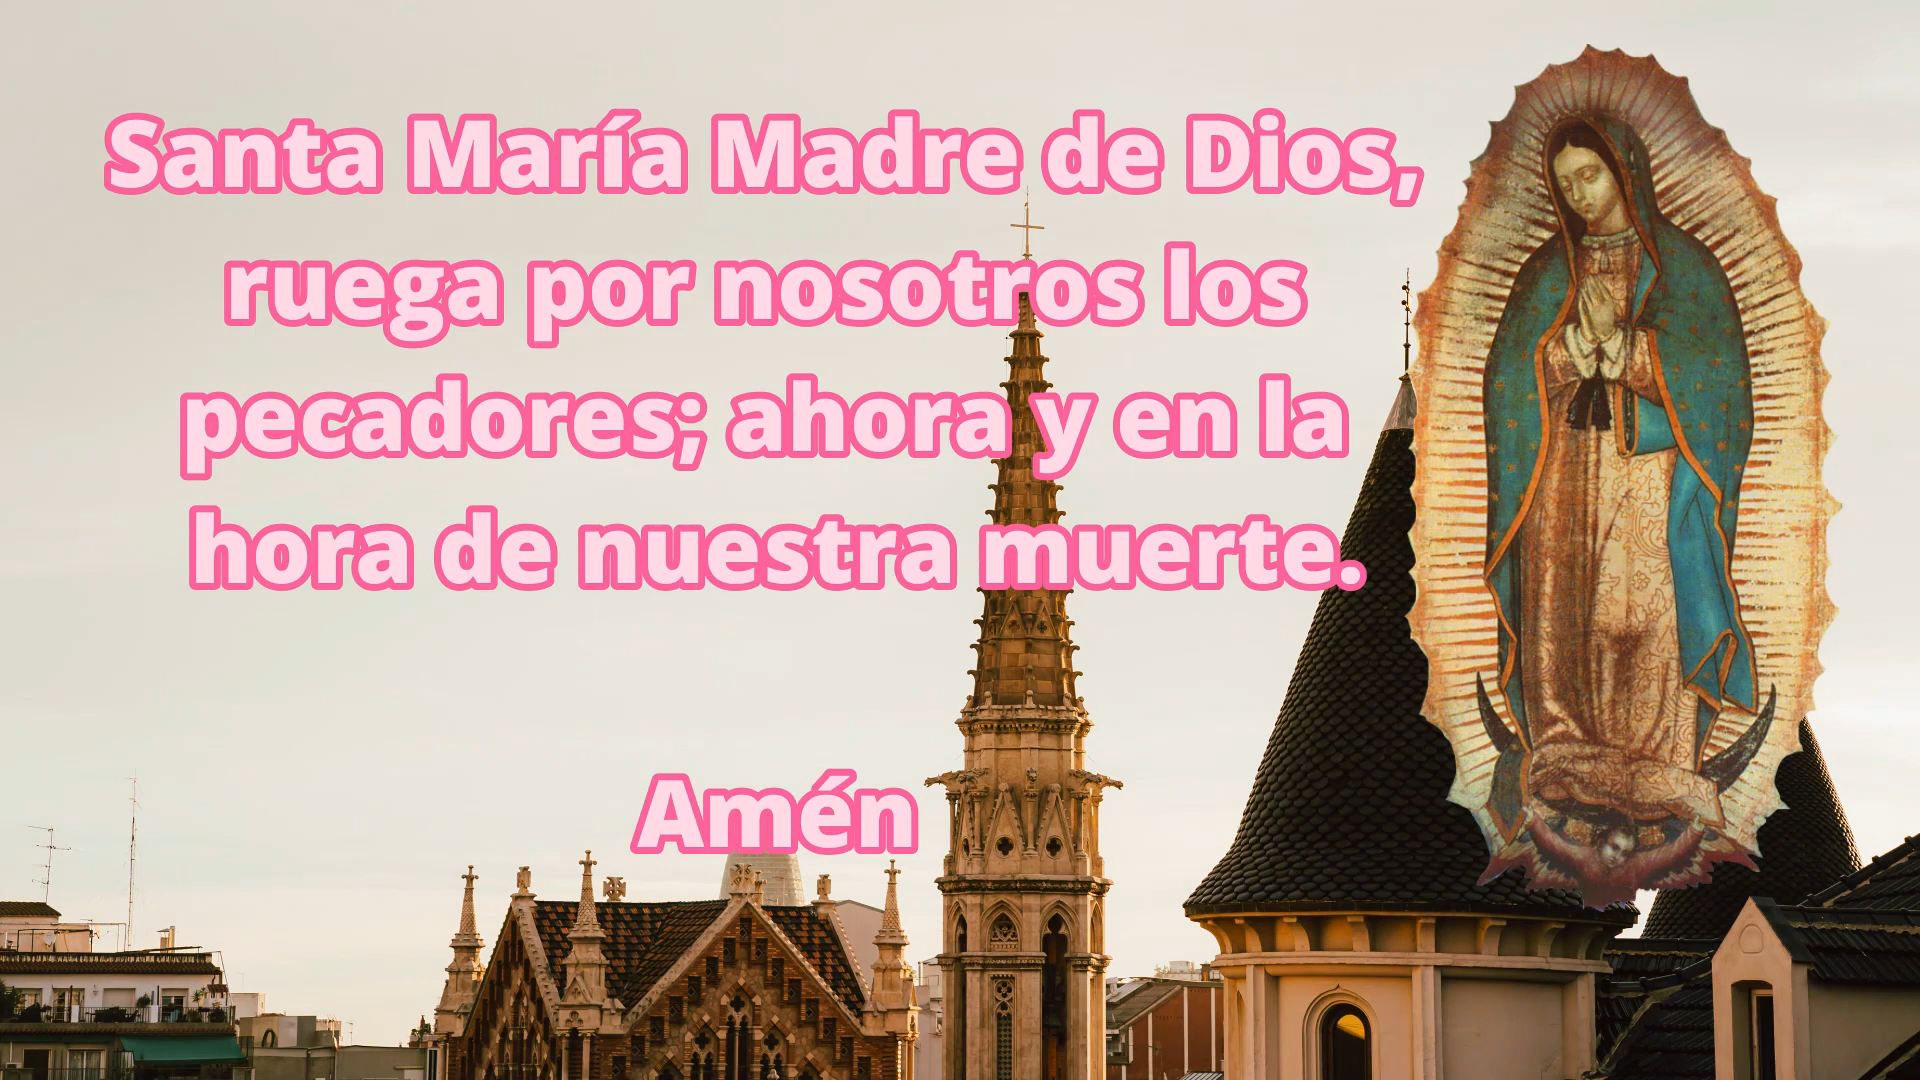 Santa María Madre de Dios,
ruega por nosotros los
pecadores; ahora y en la
hora de nuestra muerte.
Amén